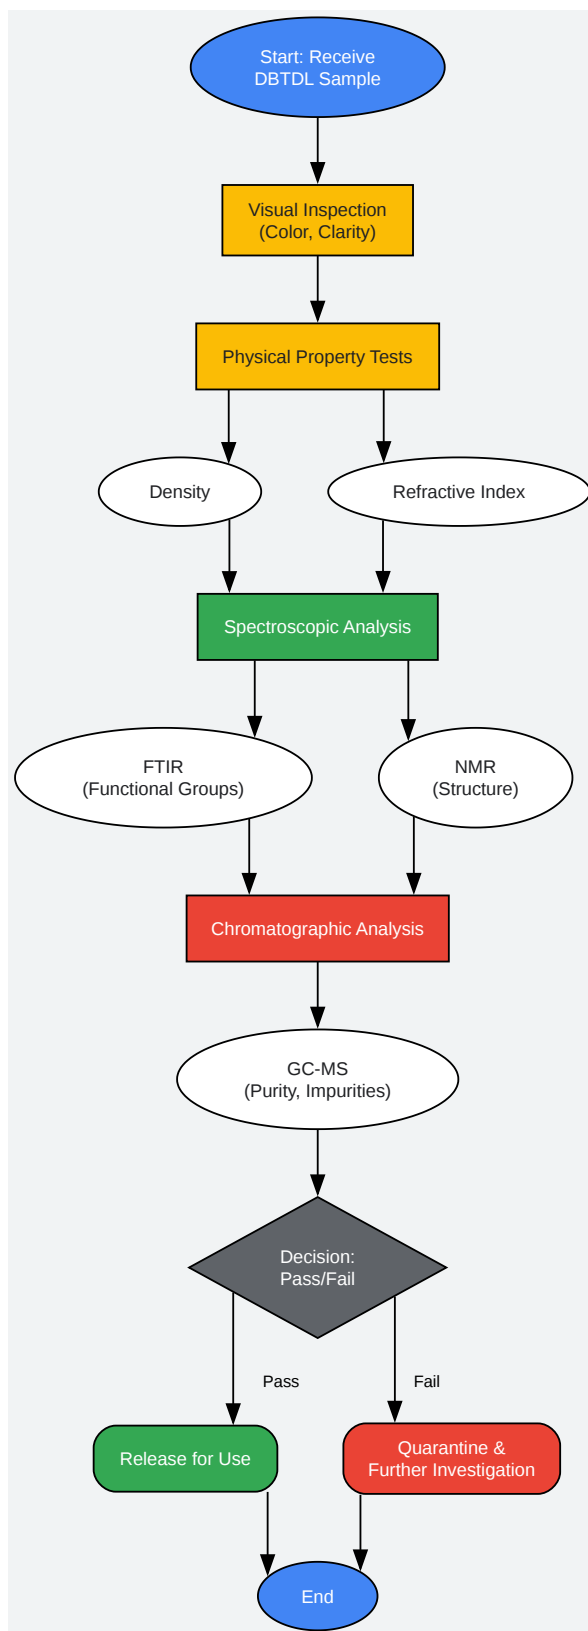 Start: Receive
DBTDL Sample
Visual Inspection
(Color, Clarity)
Physical Property Tests
Density
Refractive Index
Spectroscopic Analysis
FTIR
(Functional Groups)
NMR
(Structure)
Chromatographic Analysis
GC-MS
(Purity, Impurities)
Decision:
Pass/Fail
Pass
Fail
Release for Use
Quarantine &
Further Investigation
End